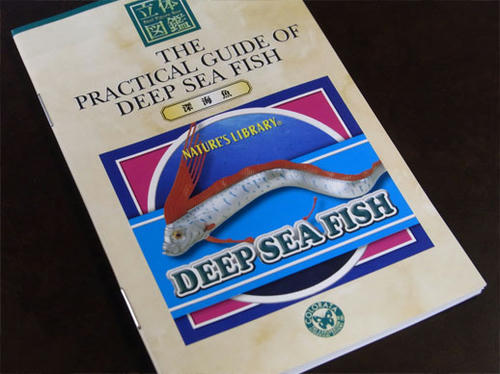 立体
図鑑
THE
PRACTICAL GUIDE OF
DEEP SEA FISH
深海魚
NATURE'S LIBRARY®
DEEP SEA FISH
COLORATA